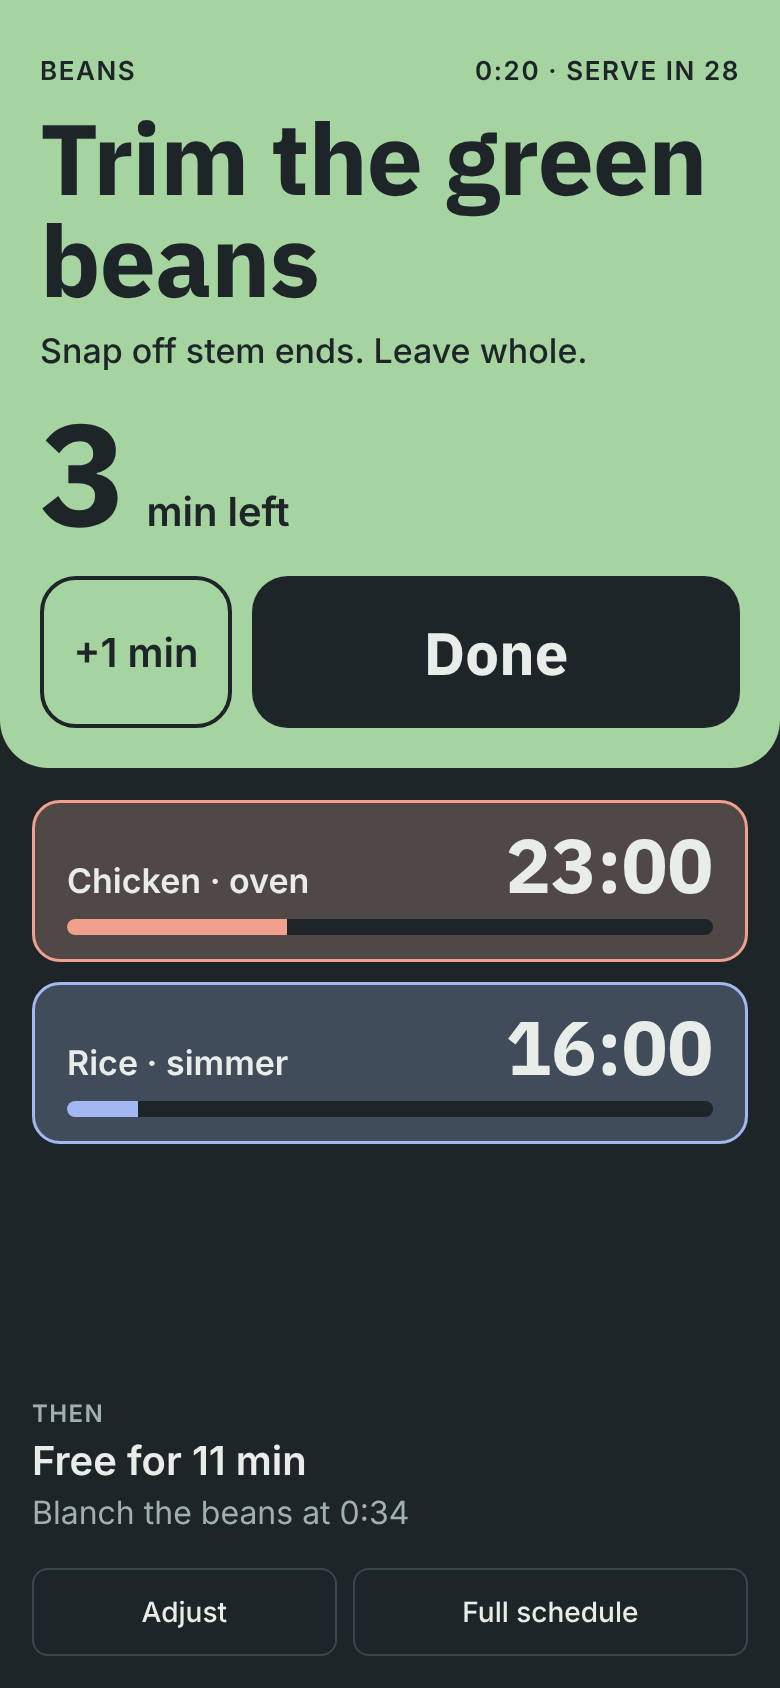 BEANS
0:20 · SERVE IN 28
Trim the green
beans
Snap off stem ends. Leave whole.
3 min left
+1 min
Done
Chicken · oven
23:00
Rice · simmer
16:00
THEN
Free for 11 min
Blanch the beans at 0:34
Adjust
Full schedule